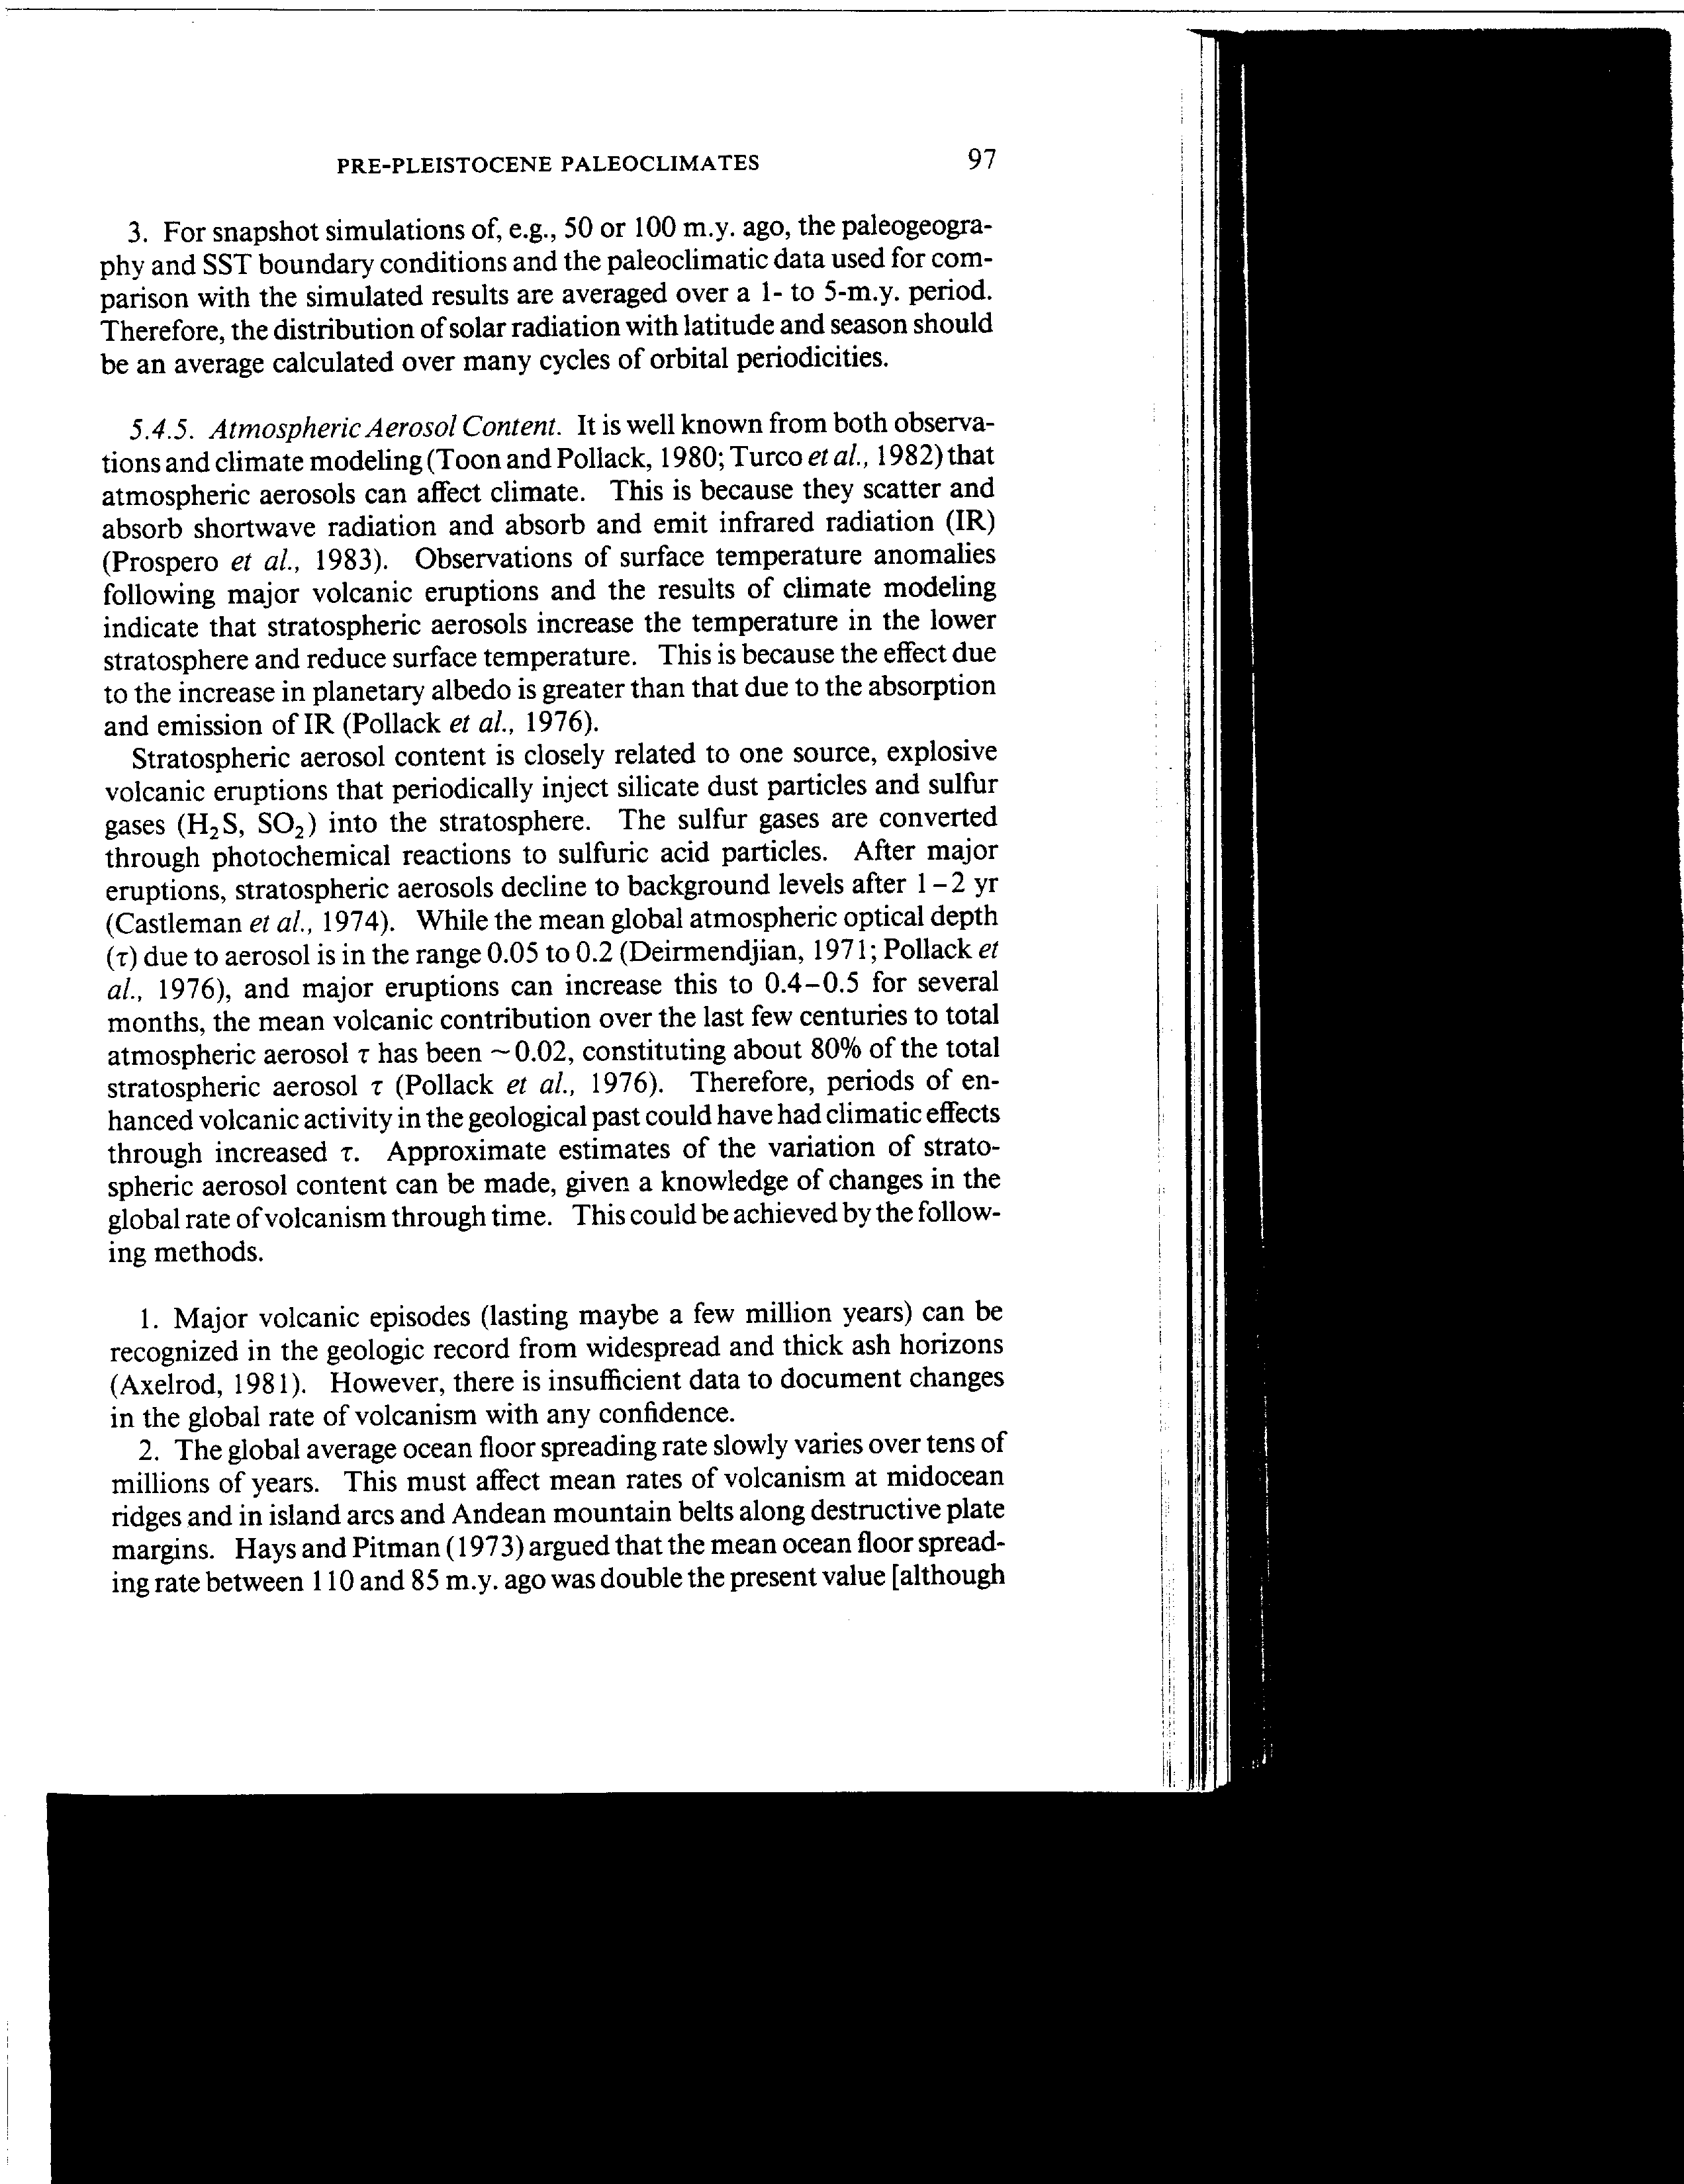 PRE-PLEISTOCENE PALEOCLIMATES 97
3. For snapshot simulations of, e.g., 50 or 100 m.y. ago, the paleogeogra-
phy and SST boundary conditions and the paleoclimatic data used for com-
parison with the simulated results are averaged over a 1- to 5-m.y. period.
Therefore, the distribution of solar radiation with latitude and season should
be an average calculated over many cycles of orbital periodicities.
5.4.5. Atmospheric Aerosol Content. It is well known from both observa-
tions and climate modeling (Toon and Pollack, 1980; Turco et al., 1982) that
atmospheric aerosols can affect climate. This is because they scatter and
absorb shortwave radiation and absorb and emit infrared radiation (IR)
(Prospero et al., 1983). Observations of surface temperature anomalies
following major volcanic eruptions and the results of climate modeling
indicate that stratospheric aerosols increase the temperature in the lower
stratosphere and reduce surface temperature. This is because the effect due
to the increase in planetary albedo is greater than that due to the absorption
and emission of IR (Pollack et al., 1976).
Stratospheric aerosol content is closely related to one source, explosive
volcanic eruptions that periodically inject silicate dust particles and sulfur
gases (H₂S, SO₂) into the stratosphere. The sulfur gases are converted
through photochemical reactions to sulfuric acid particles. After major
eruptions, stratospheric aerosols decline to background levels after 1–2 yr
(Castleman et al., 1974). While the mean global atmospheric optical depth
(τ) due to aerosol is in the range 0.05 to 0.2 (Deirmendjian, 1971; Pollack et
al., 1976), and major eruptions can increase this to 0.4–0.5 for several
months, the mean volcanic contribution over the last few centuries to total
atmospheric aerosol τ has been ~0.02, constituting about 80% of the total
stratospheric aerosol τ (Pollack et al., 1976). Therefore, periods of en-
hanced volcanic activity in the geological past could have had climatic effects
through increased τ. Approximate estimates of the variation of strato-
spheric aerosol content can be made, given a knowledge of changes in the
global rate of volcanism through time. This could be achieved by the follow-
ing methods.
1. Major volcanic episodes (lasting maybe a few million years) can be
recognized in the geologic record from widespread and thick ash horizons
(Axelrod, 1981). However, there is insufficient data to document changes
in the global rate of volcanism with any confidence.
2. The global average ocean floor spreading rate slowly varies over tens of
millions of years. This must affect mean rates of volcanism at midocean
ridges and in island arcs and Andean mountain belts along destructive plate
margins. Hays and Pitman (1973) argued that the mean ocean floor spread-
ing rate between 110 and 85 m.y. ago was double the present value [although